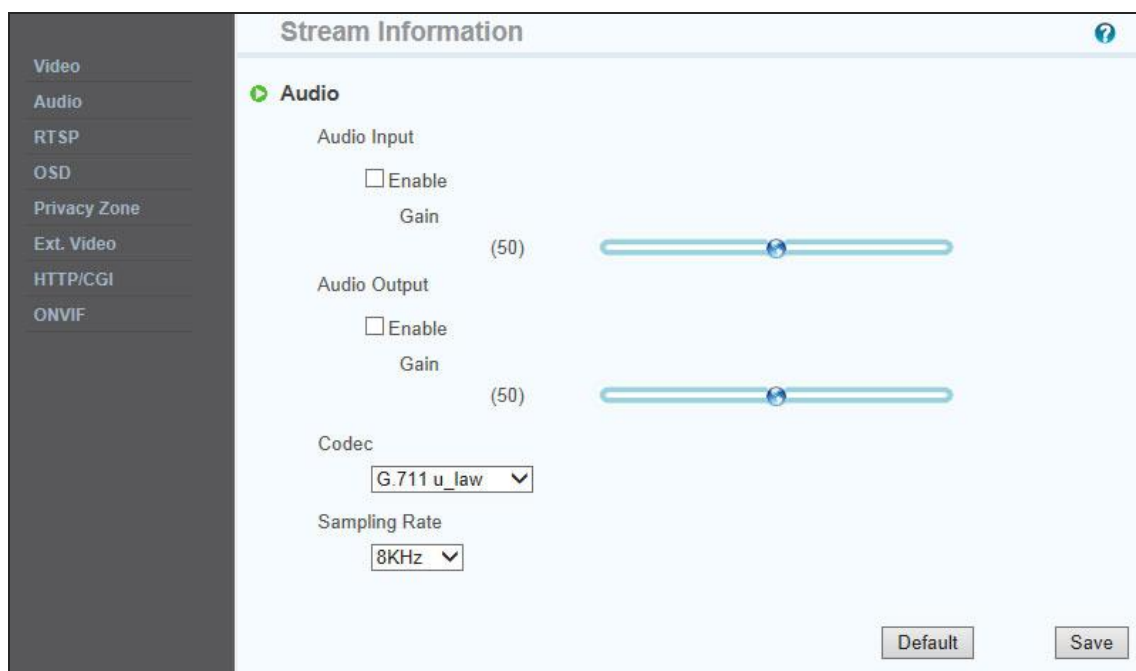 Stream Information
?
Video
Audio
RTSP
OSD
Privacy Zone
Ext. Video
HTTP/CGI
ONVIF
Audio
Audio Input
Enable
Gain
(50)
Audio Output
Enable
Gain
(50)
Codec
G.711 u_law
Sampling Rate
8KHz
Default
Save